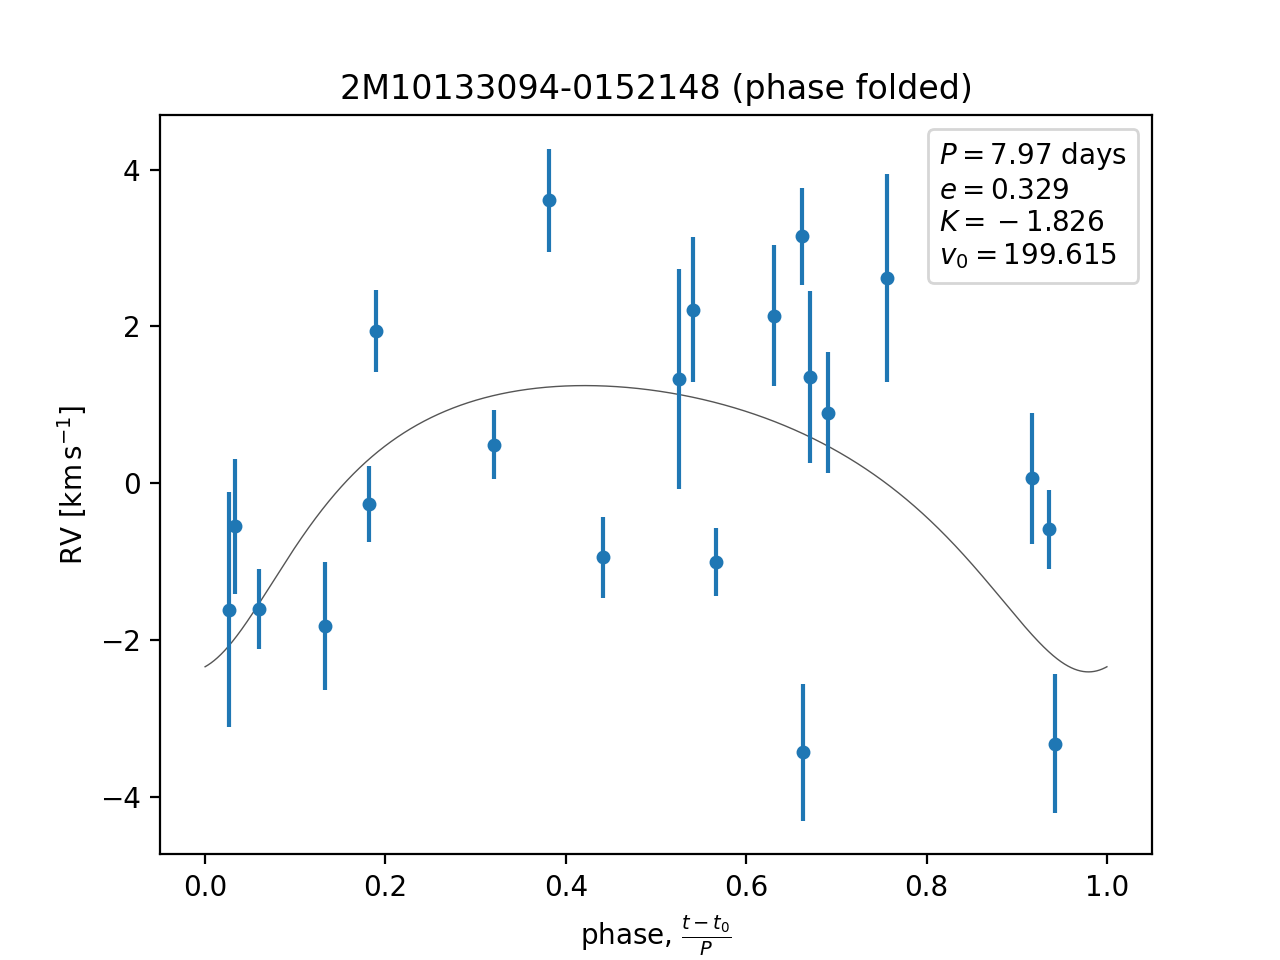 2M10133094-0152148 (phase folded)
P = 7.97 days
e = 0.329
K = −1.826
v₀ = 199.615
RV [km s⁻¹]
4
2
0
−2
−4
0.0 0.2 0.4 0.6 0.8 1.0
phase, (t − t₀)/P